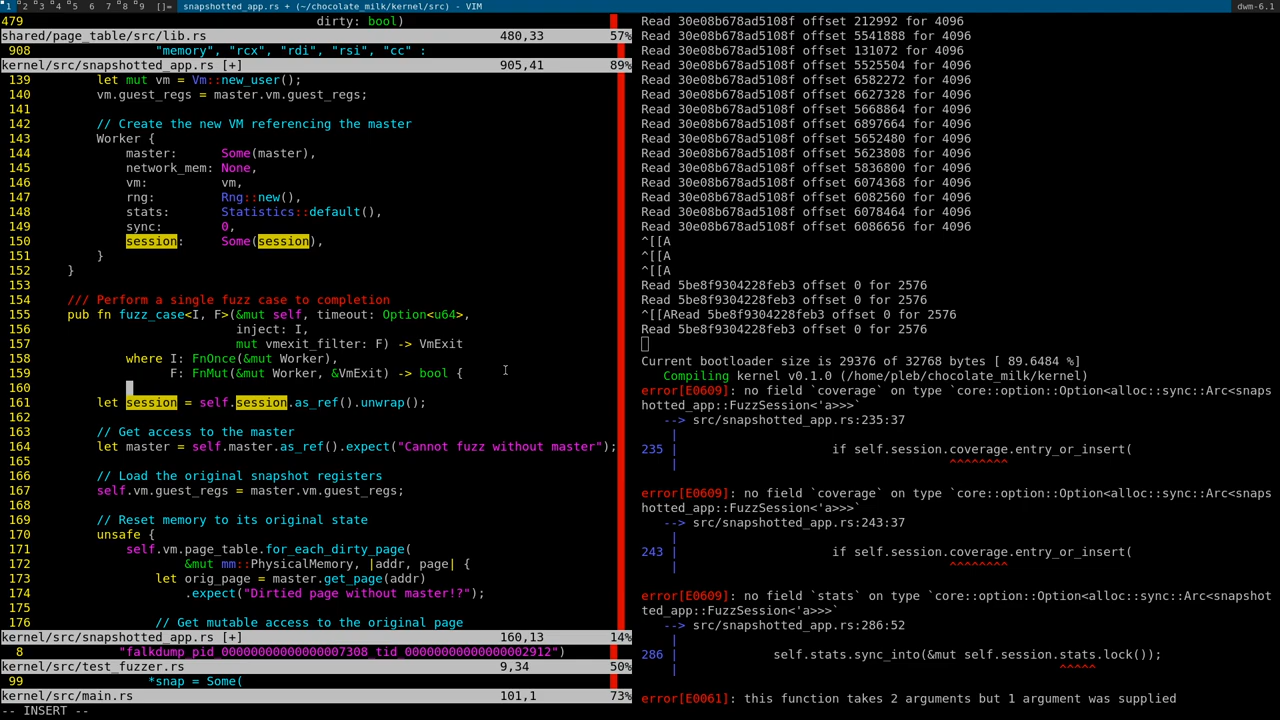 1 2 3 4 5 6 7 8 9 []= snapshotted_app.rs + (~/chocolate_milk/kernel/src) - VIM dwm-6.1
479 dirty: bool)
shared/page_table/src/lib.rs 480,33 57%
908 "memory", "rcx", "rdi", "rsi", "cc" :
kernel/src/snapshotted_app.rs [+] 905,41 89%
139 let mut vm = Vm::new_user();
140 vm.guest_regs = master.vm.guest_regs;
141
142 // Create the new VM referencing the master
143 Worker {
144 master: Some(master),
145 network_mem: None,
146 vm: vm,
147 rng: Rng::new(),
148 stats: Statistics::default(),
149 sync: 0,
150 session: Some(session),
151 }
152 }
153
154 /// Perform a single fuzz case to completion
155 pub fn fuzz_case<I, F>(&mut self, timeout: Option<u64>,
156 inject: I,
157 mut vmexit_filter: F) -> VmExit
158 where I: FnOnce(&mut Worker),
159 F: FnMut(&mut Worker, &VmExit) -> bool {
160
161 let session = self.session.as_ref().unwrap();
162
163 // Get access to the master
164 let master = self.master.as_ref().expect("Cannot fuzz without master");
165
166 // Load the original snapshot registers
167 self.vm.guest_regs = master.vm.guest_regs;
168
169 // Reset memory to its original state
170 unsafe {
171 self.vm.page_table.for_each_dirty_page(
172 &mut mm::PhysicalMemory, |addr, page| {
173 let orig_page = master.get_page(addr)
174 .expect("Dirtied page without master!?");
175
176 // Get mutable access to the original page
kernel/src/snapshotted_app.rs [+] 160,13 14%
8 "falkdump_pid_00000000000000007308_tid_00000000000000002912")
kernel/src/test_fuzzer.rs 9,34 50%
99 *snap = Some(
kernel/src/main.rs 101,1 73%
-- INSERT --
Read 30e08b678ad5108f offset 212992 for 4096
Read 30e08b678ad5108f offset 5541888 for 4096
Read 30e08b678ad5108f offset 131072 for 4096
Read 30e08b678ad5108f offset 5525504 for 4096
Read 30e08b678ad5108f offset 6582272 for 4096
Read 30e08b678ad5108f offset 6627328 for 4096
Read 30e08b678ad5108f offset 5668864 for 4096
Read 30e08b678ad5108f offset 6897664 for 4096
Read 30e08b678ad5108f offset 5652480 for 4096
Read 30e08b678ad5108f offset 5623808 for 4096
Read 30e08b678ad5108f offset 5836800 for 4096
Read 30e08b678ad5108f offset 6074368 for 4096
Read 30e08b678ad5108f offset 6082560 for 4096
Read 30e08b678ad5108f offset 6078464 for 4096
Read 30e08b678ad5108f offset 6086656 for 4096
^[[A
^[[A
^[[A
Read 5be8f9304228feb3 offset 0 for 2576
Read 5be8f9304228feb3 offset 0 for 2576
^[[ARead 5be8f9304228feb3 offset 0 for 2576
Read 5be8f9304228feb3 offset 0 for 2576
Current bootloader size is 29376 of 32768 bytes [ 89.6484 %]
Compiling kernel v0.1.0 (/home/pleb/chocolate_milk/kernel)
error[E0609]: no field `coverage` on type `core::option::Option<alloc::sync::Arc<snaps
hotted_app::FuzzSession<'a>>>`
--> src/snapshotted_app.rs:235:37
|
235 | if self.session.coverage.entry_or_insert(
| ^^^^^^^^
error[E0609]: no field `coverage` on type `core::option::Option<alloc::sync::Arc<snaps
hotted_app::FuzzSession<'a>>>`
--> src/snapshotted_app.rs:243:37
|
243 | if self.session.coverage.entry_or_insert(
| ^^^^^^^^
error[E0609]: no field `stats` on type `core::option::Option<alloc::sync::Arc<snapshot
ted_app::FuzzSession<'a>>>`
--> src/snapshotted_app.rs:286:52
|
286 | self.stats.sync_into(&mut self.session.stats.lock());
| ^^^^^
error[E0061]: this function takes 2 arguments but 1 argument was supplied